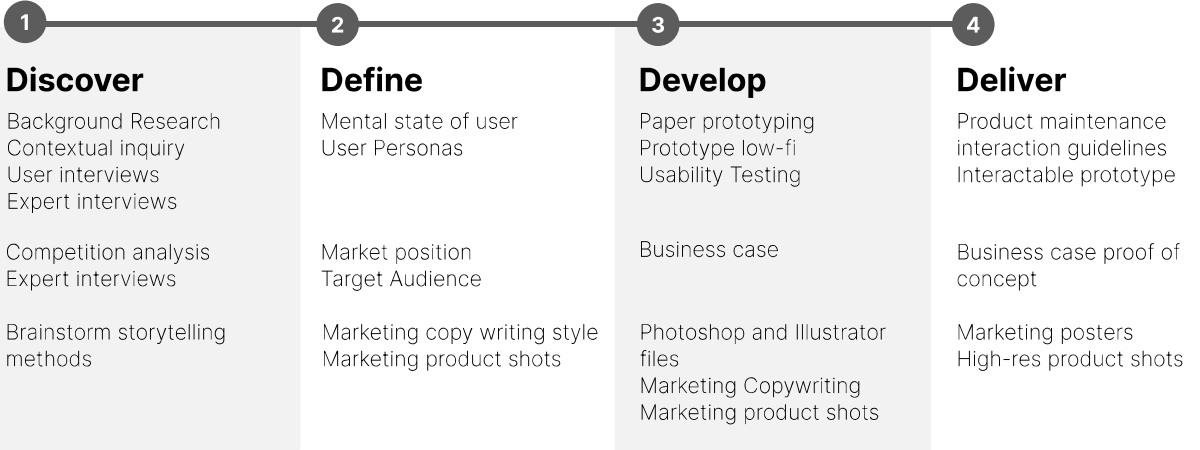 1
2
3
4
Discover
Background Research
Contextual inquiry
User interviews
Expert interviews
Competition analysis
Expert interviews
Brainstorm storytelling
methods
Define
Mental state of user
User Personas
Market position
Target Audience
Marketing copy writing style
Marketing product shots
Develop
Paper prototyping
Prototype low-fi
Usability Testing
Business case
Photoshop and Illustrator
files
Marketing Copywriting
Marketing product shots
Deliver
Product maintenance
interaction guidelines
Interactable prototype
Business case proof of
concept
Marketing posters
High-res product shots